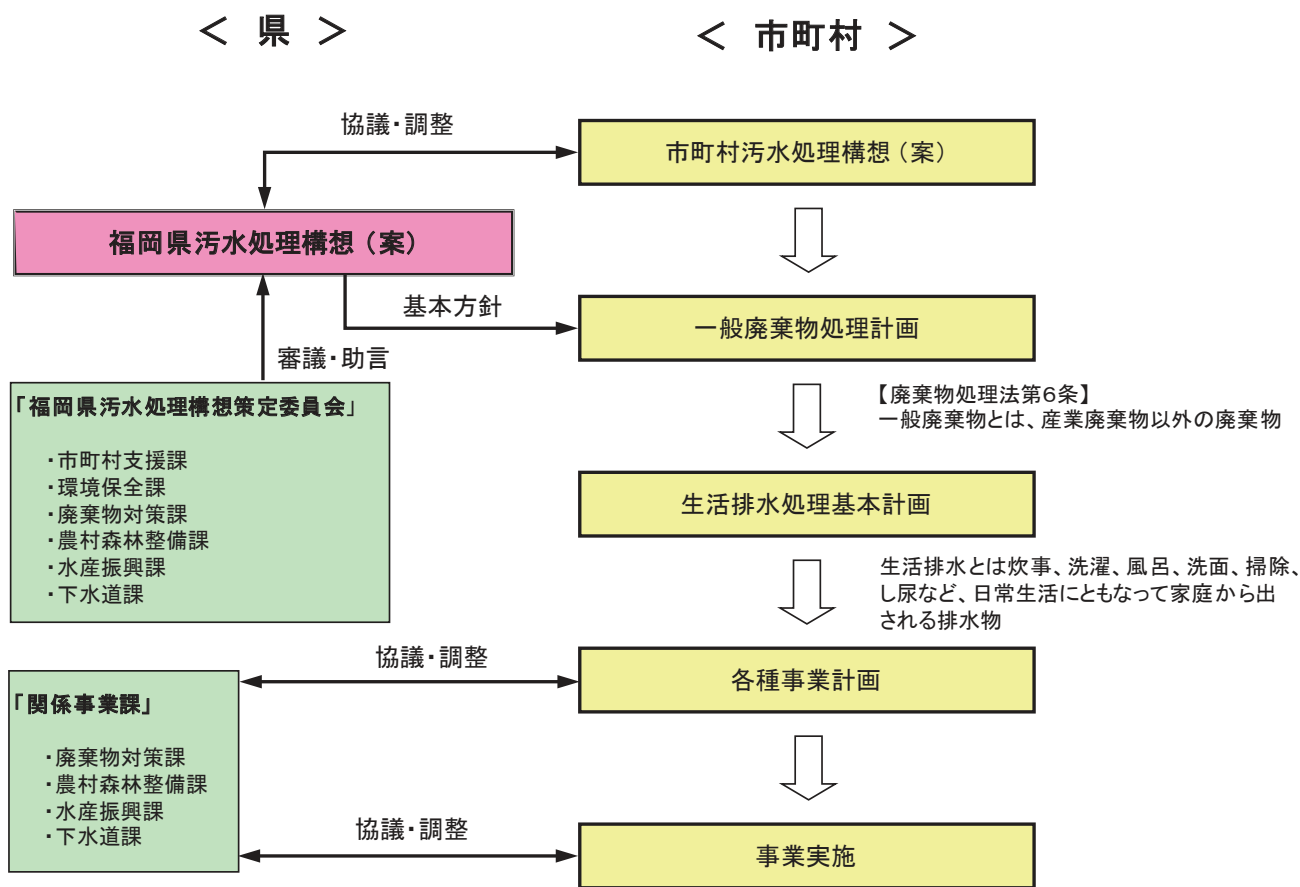 ＜ 県 ＞
＜ 市町村 ＞
協議・調整
市町村汚水処理構想（案）
福岡県汚水処理構想（案）
基本方針
一般廃棄物処理計画
審議・助言
「福岡県汚水処理構想策定委員会」
・市町村支援課
・環境保全課
・廃棄物対策課
・農村森林整備課
・水産振興課
・下水道課
【廃棄物処理法第6条】
一般廃棄物とは、産業廃棄物以外の廃棄物
生活排水処理基本計画
生活排水とは炊事、洗濯、風呂、洗面、掃除、
し尿など、日常生活にともなって家庭から出
される排水物
協議・調整
各種事業計画
「関係事業課」
・廃棄物対策課
・農村森林整備課
・水産振興課
・下水道課
協議・調整
事業実施